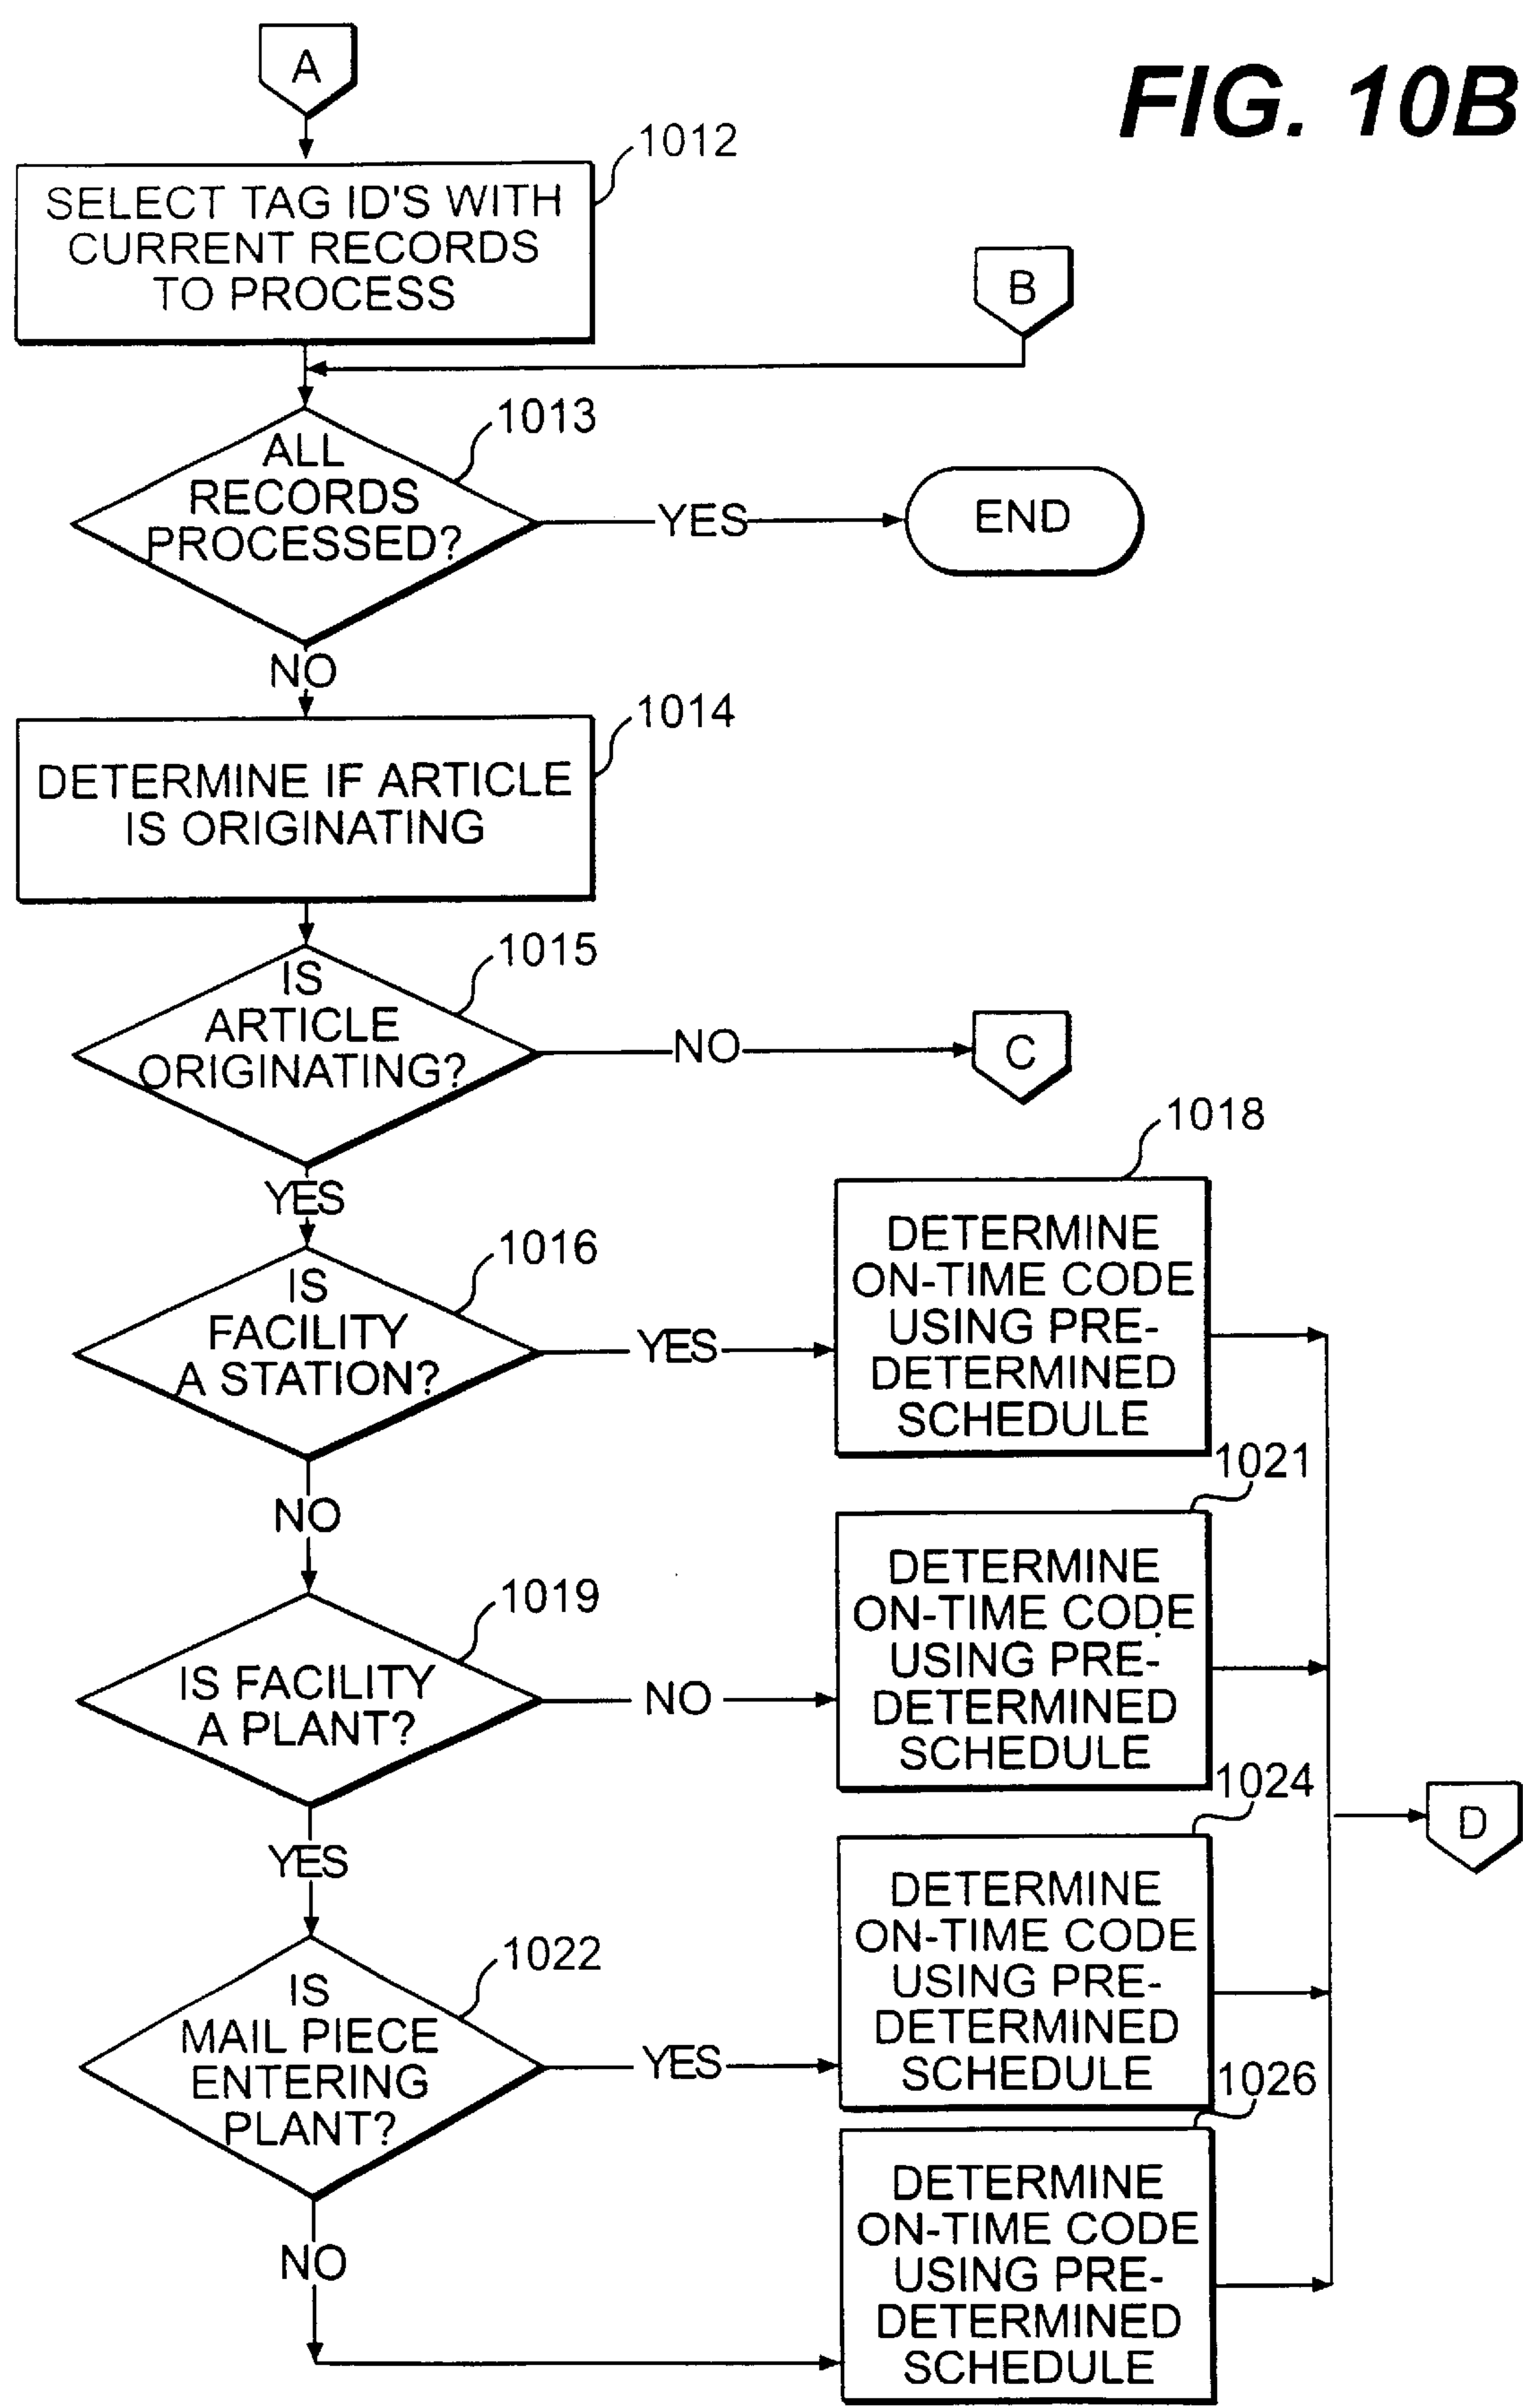 FIG. 10B
A
1012
SELECT TAG ID'S WITH
CURRENT RECORDS
TO PROCESS
B
1013
ALL
RECORDS
PROCESSED?
YES
END
NO
1014
DETERMINE IF ARTICLE
IS ORIGINATING
1015
IS
ARTICLE
ORIGINATING?
NO
C
YES
1016
IS
FACILITY
A STATION?
YES
1018
DETERMINE
ON-TIME CODE
USING PRE-
DETERMINED
SCHEDULE
NO
1019
IS FACILITY
A PLANT?
NO
1021
DETERMINE
ON-TIME CODE
USING PRE-
DETERMINED
SCHEDULE
YES
1022
IS
MAIL PIECE
ENTERING
PLANT?
YES
1024
DETERMINE
ON-TIME CODE
USING PRE-
DETERMINED
SCHEDULE
D
NO
1026
DETERMINE
ON-TIME CODE
USING PRE-
DETERMINED
SCHEDULE